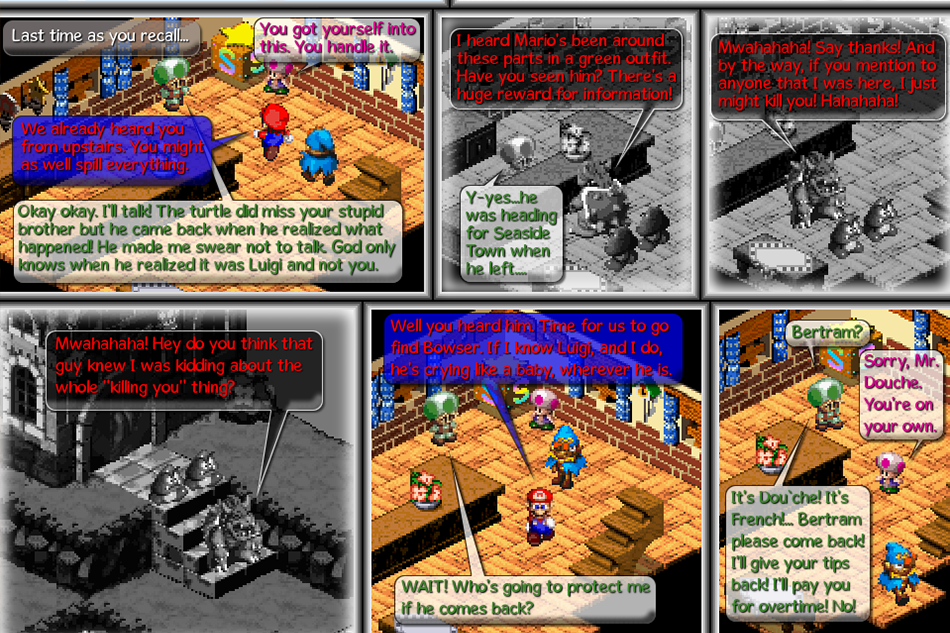 Last time as you recall...
You got yourself into
this. You handle it.
We already heard you
from upstairs. You might
as well spill everything.
Okay okay. I'll talk! The turtle did miss your stupid
brother but he came back when he realized what
happened! He made me swear not to talk. God only
knows when he realized it was Luigi and not you.
I heard Mario's been around
these parts in a green outfit.
Have you seen him? There's a
huge reward for information!
Y-yes...he
was heading
for Seaside
Town when
he left....
Mwahahaha! Say thanks! And
by the way, if you mention to
anyone that I was here, I just
might kill you! Hahahaha!
Mwahahaha! Hey do you think that
guy knew I was kidding about the
whole "killing you" thing?
Well you heard him. Time for us to go
find Bowser. If I know Luigi, and I do,
he's crying like a baby, wherever he is.
WAIT! Who's going to protect me
if he comes back?
Bertram?
Sorry, Mr.
Douche.
You're on
your own.
It's Dou'che! It's
French!... Bertram
please come back!
I'll give your tips
back! I'll pay you
for overtime! No!